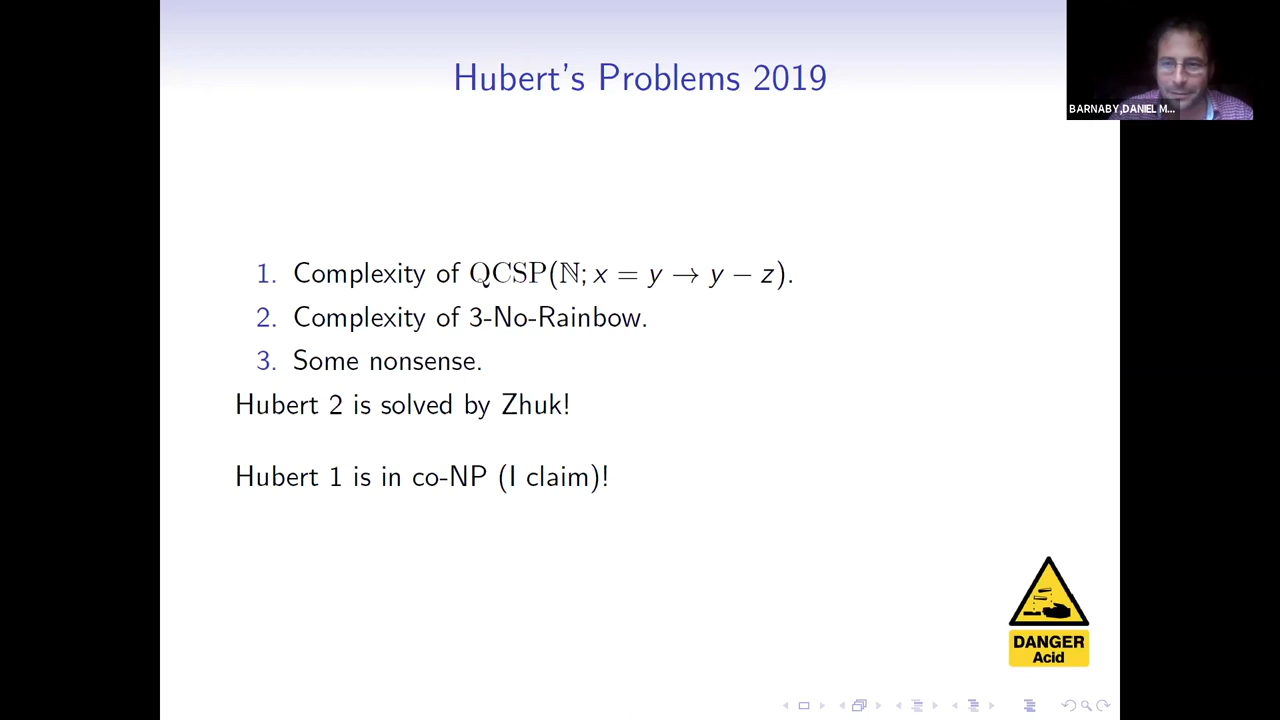 Hubert's Problems 2019
BARNABY,DANIEL M...
1. Complexity of QCSP(ℕ; x = y → y − z).
2. Complexity of 3-No-Rainbow.
3. Some nonsense.
Hubert 2 is solved by Zhuk!
Hubert 1 is in co-NP (I claim)!
DANGER
Acid